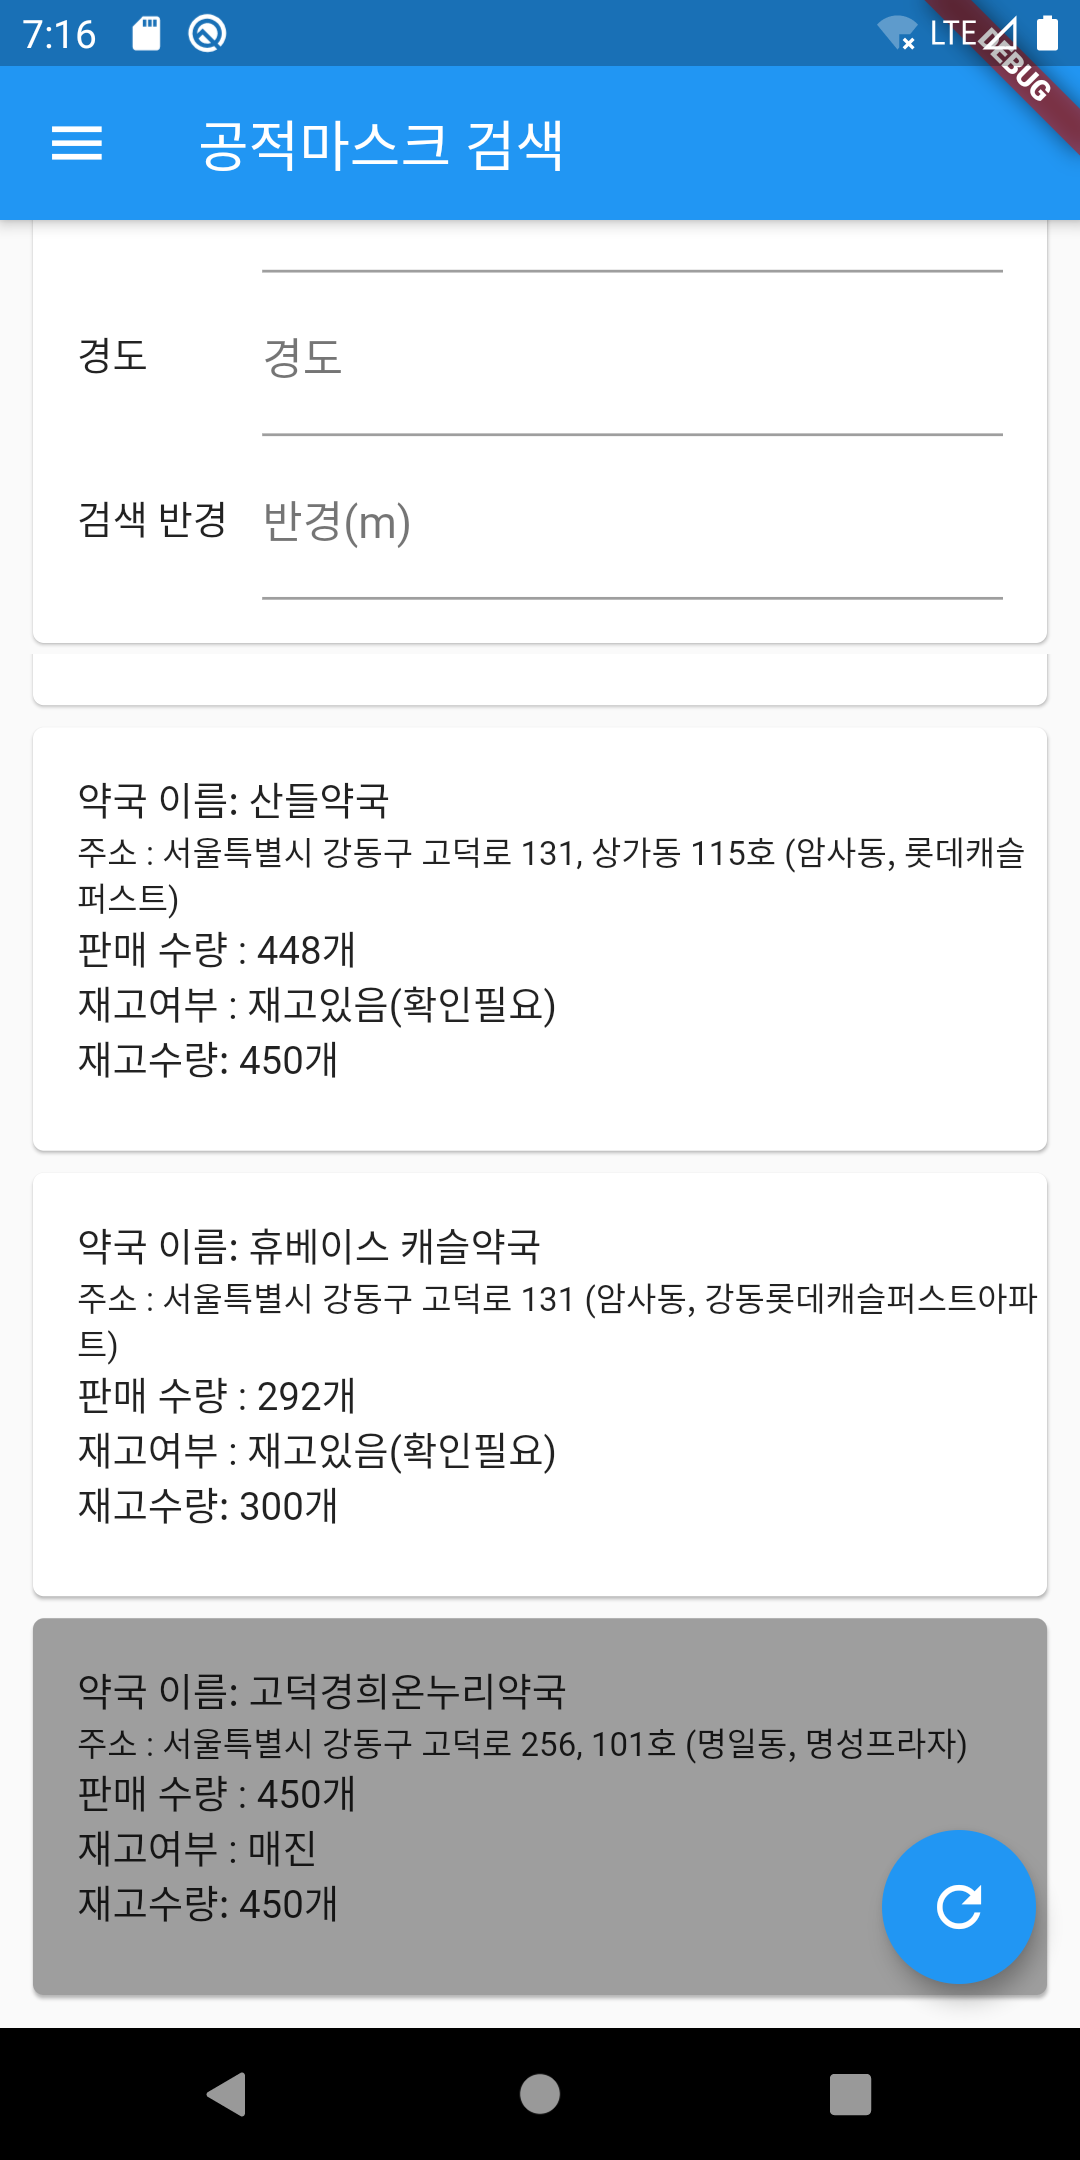 7:16
LTE
DEBUG
공적마스크 검색
경도
경도
검색 반경
반경(m)
약국 이름: 산들약국
주소 : 서울특별시 강동구 고덕로 131, 상가동 115호 (암사동, 롯데캐슬
퍼스트)
판매 수량 : 448개
재고여부 : 재고있음(확인필요)
재고수량: 450개
약국 이름: 휴베이스 캐슬약국
주소 : 서울특별시 강동구 고덕로 131 (암사동, 강동롯데캐슬퍼스트아파
트)
판매 수량 : 292개
재고여부 : 재고있음(확인필요)
재고수량: 300개
약국 이름: 고덕경희온누리약국
주소 : 서울특별시 강동구 고덕로 256, 101호 (명일동, 명성프라자)
판매 수량 : 450개
재고여부 : 매진
재고수량: 450개